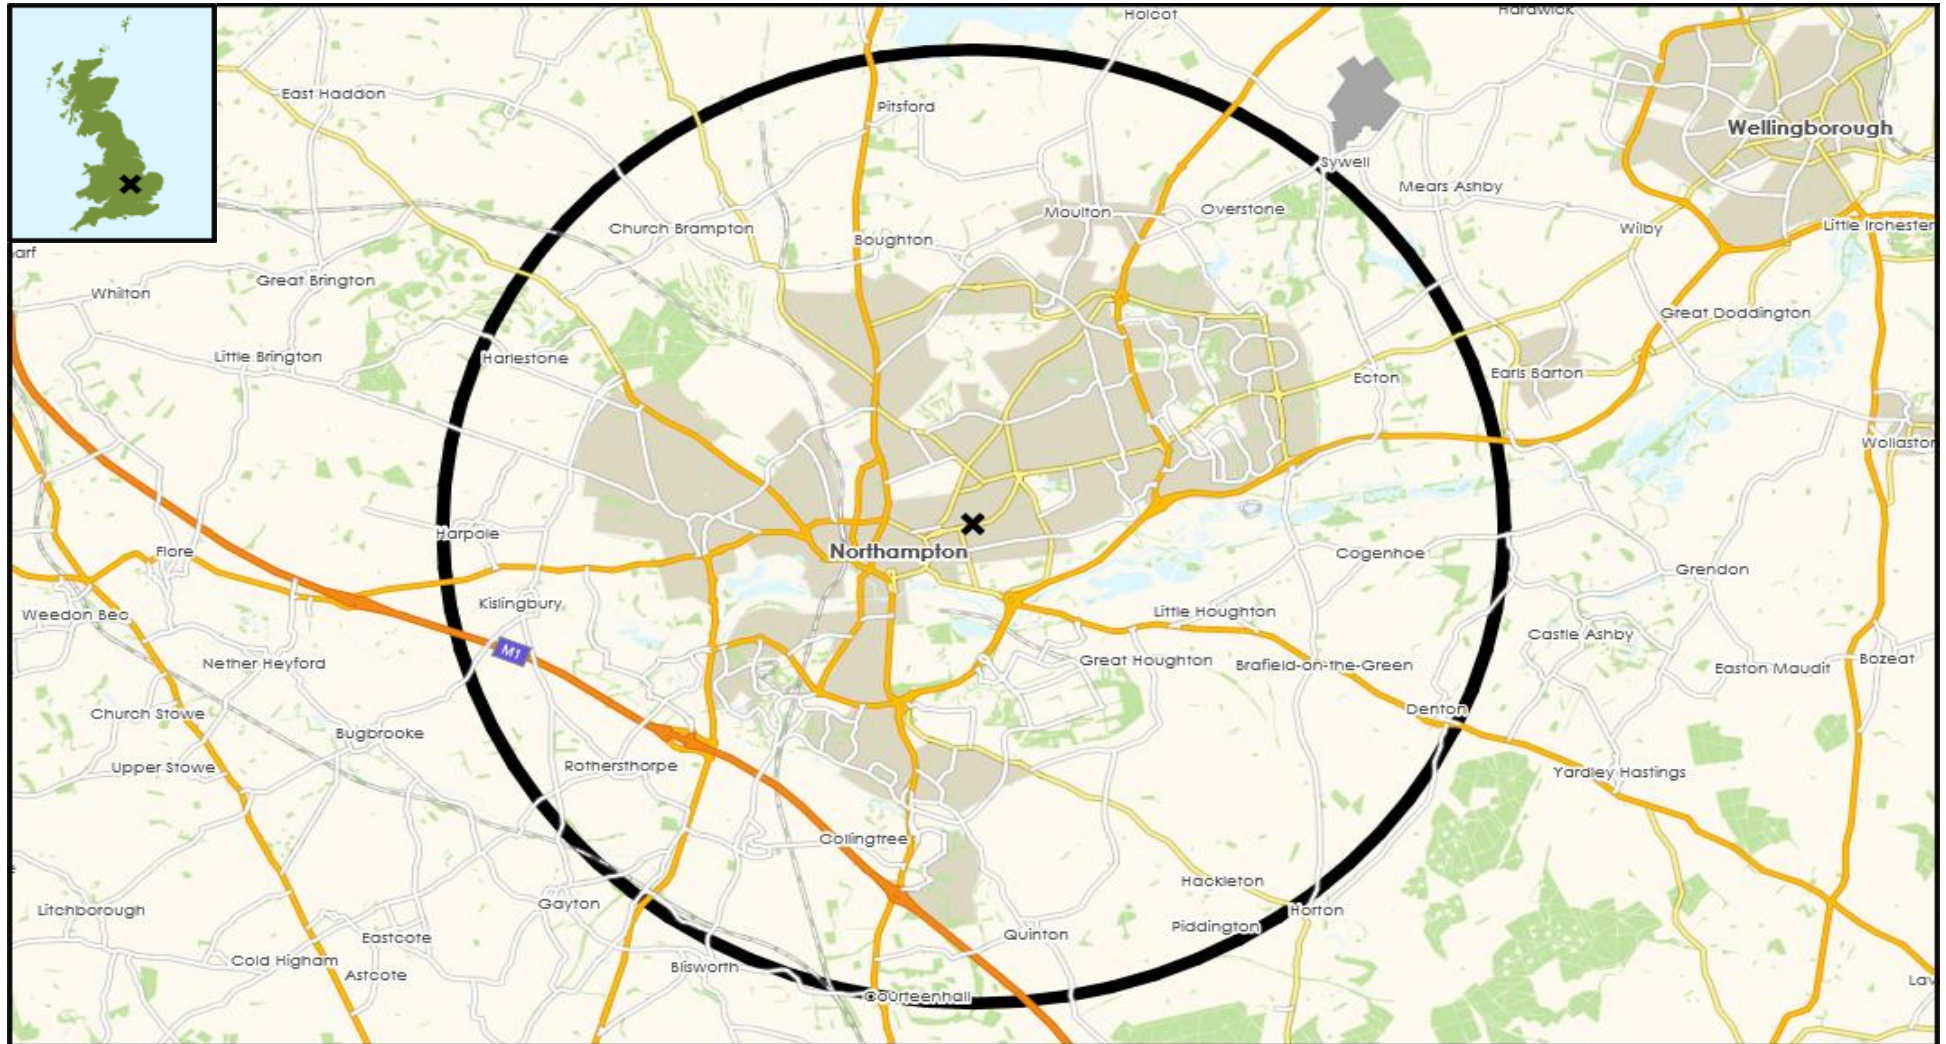 Holcot
Hardwick
East Haddon
Pitsford
Wellingborough
Sywell
Mears Ashby
Moulton
Overstone
Church Brampton
Boughton
Wilby
Little Irchester
arf
Great Brington
Whilton
Great Doddington
Little Brington
Harlestone
Ecton
Earls Barton
Wollaston
Harpole
Flore
Northampton
Cogenhoe
Grendon
Weedon Bec
Kislingbury
Little Houghton
Castle Ashby
M1
Nether Heyford
Great Houghton
Brafield-on-the-Green
Easton Maudit
Bozeat
Church Stowe
Denton
Bugbrooke
Upper Stowe
Rothersthorpe
Yardley Hastings
Collingtree
Hackleton
Litchborough
Gayton
Horton
Eastcote
Quinton
Piddington
Cold Higham
Astcote
Blisworth
Lav
Courteenhall